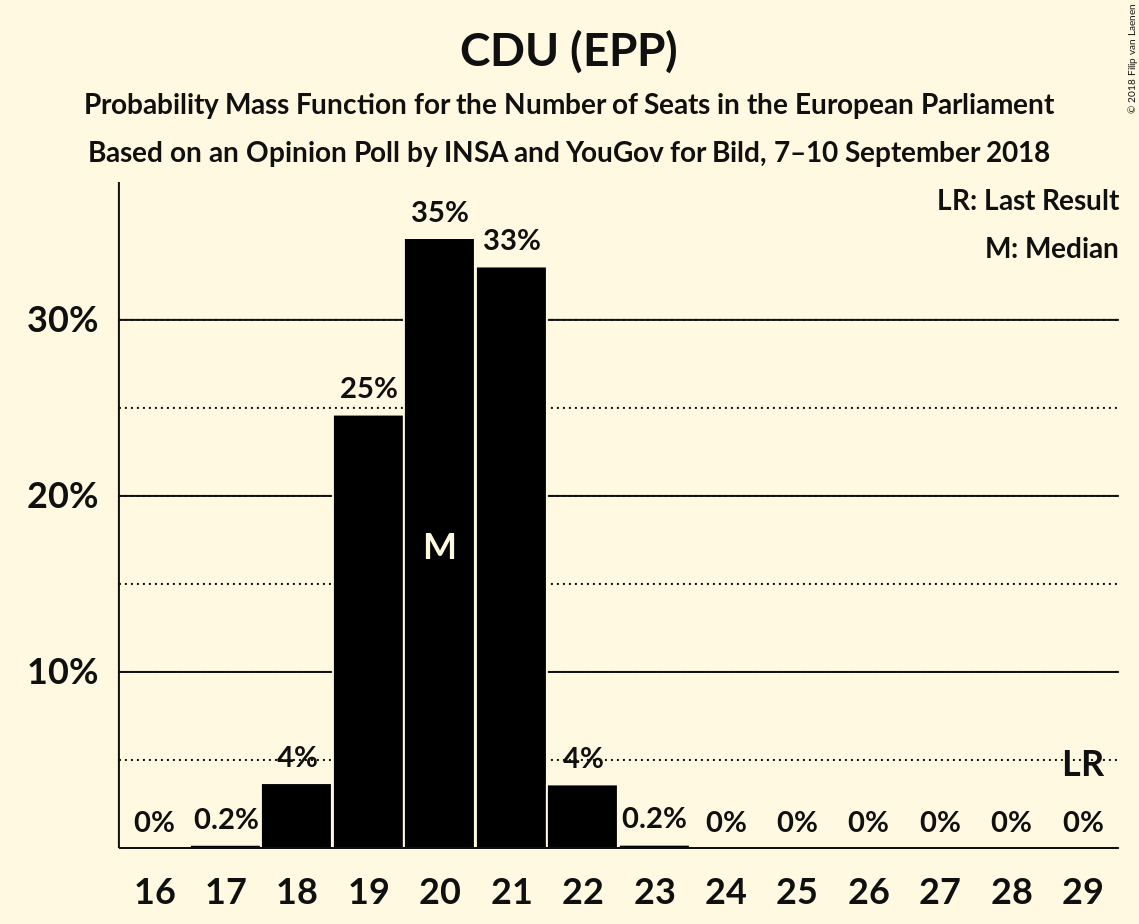 CDU (EPP)
Probability Mass Function for the Number of Seats in the European Parliament
Based on an Opinion Poll by INSA and YouGov for Bild, 7–10 September 2018
© 2018 Filip van Laenen
LR: Last Result
M: Median
35%
33%
30%
25%
20%
M
10%
4%
4%
LR
0%
0.2%
0.2%
0%
0%
0%
0%
0%
0%
16 17 18 19 20 21 22 23 24 25 26 27 28 29